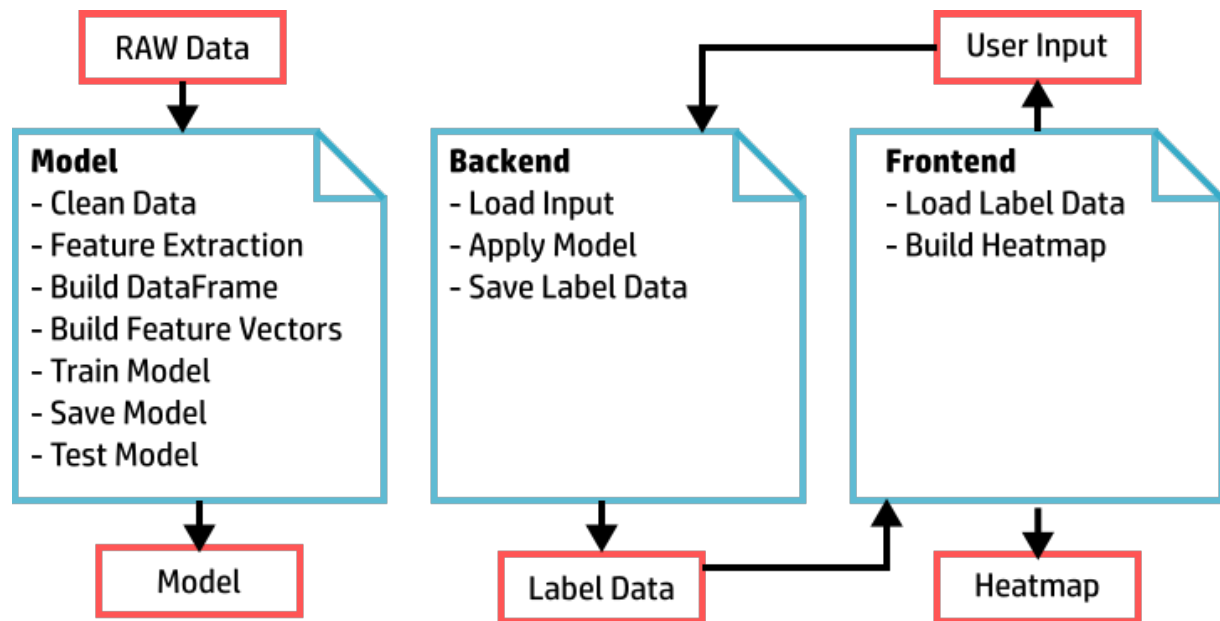 RAW Data
User Input
Model
- Clean Data
- Feature Extraction
- Build DataFrame
- Build Feature Vectors
- Train Model
- Save Model
- Test Model
Backend
- Load Input
- Apply Model
- Save Label Data
Frontend
- Load Label Data
- Build Heatmap
Model
Label Data
Heatmap